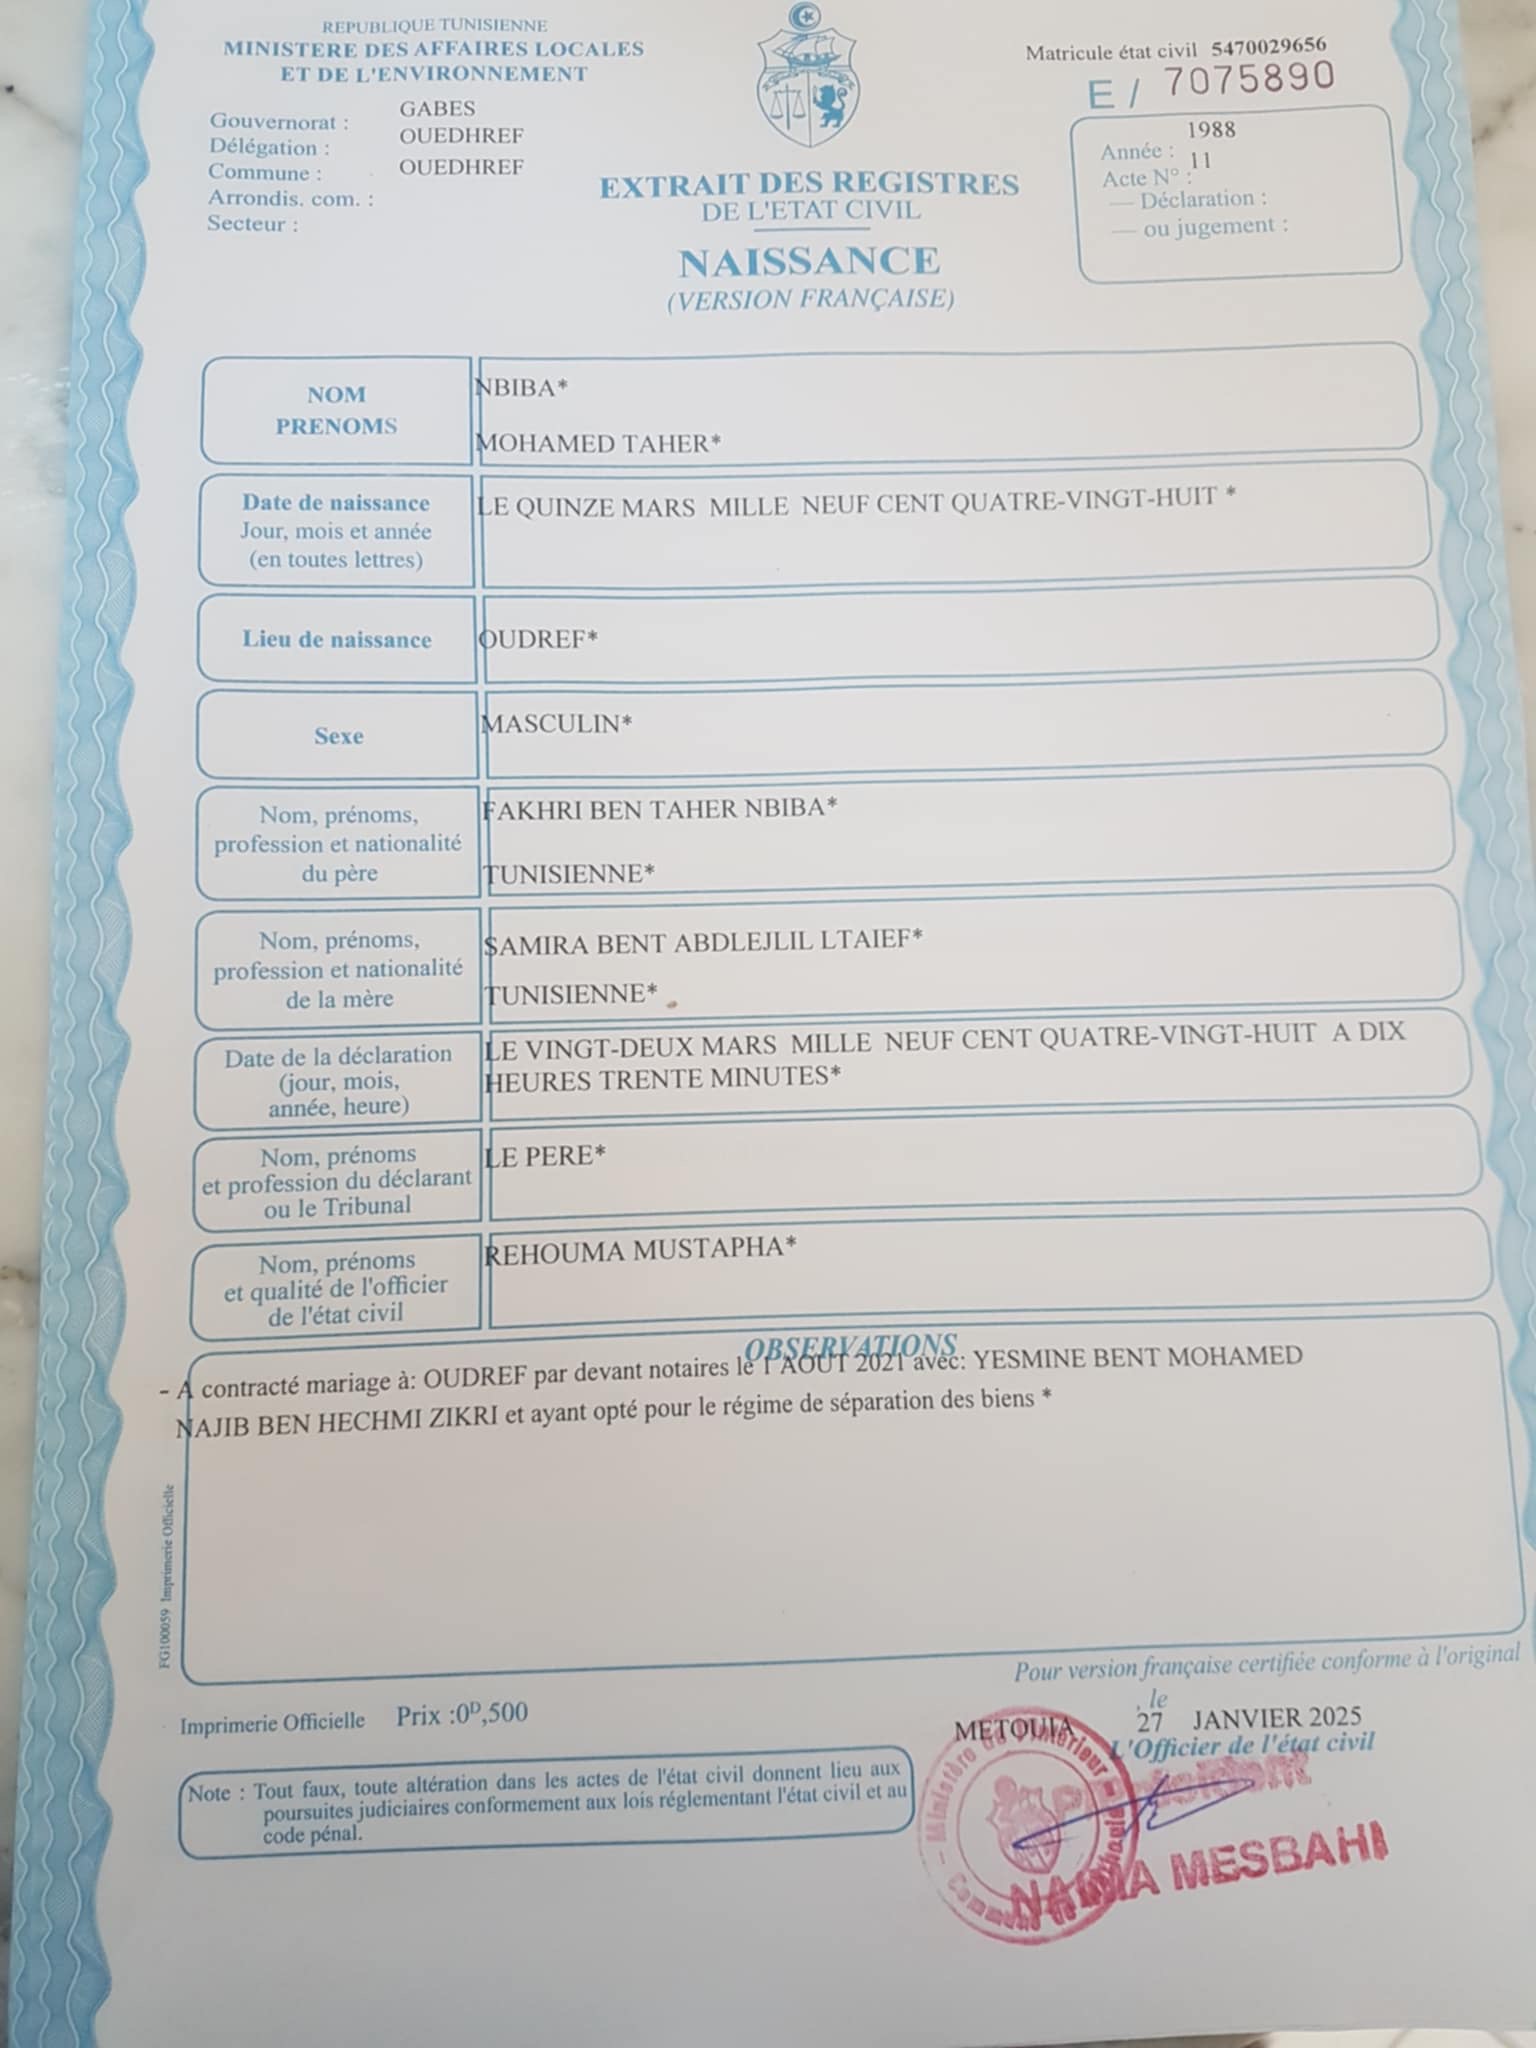 REPUBLIQUE TUNISIENNE
MINISTERE DES AFFAIRES LOCALES
ET DE L'ENVIRONNEMENT
Gouvernorat : GABES
Délégation : OUEDHREF
Commune : OUEDHREF
Arrondis. com. :
Secteur :
Matricule état civil 5470029656
E / 7075890
1988
Année :
Acte N° : 11
— Déclaration :
— ou jugement :
EXTRAIT DES REGISTRES
DE L'ETAT CIVIL
NAISSANCE
(VERSION FRANÇAISE)
NOM
PRENOMS
NBIBA*
MOHAMED TAHER*
Date de naissance
Jour, mois et année
(en toutes lettres)
LE QUINZE MARS MILLE NEUF CENT QUATRE-VINGT-HUIT *
Lieu de naissance
OUDREF*
Sexe
MASCULIN*
Nom, prénoms,
profession et nationalité
du père
FAKHRI BEN TAHER NBIBA*
TUNISIENNE*
Nom, prénoms,
profession et nationalité
de la mère
SAMIRA BENT ABDLEJLIL LTAIEF*
TUNISIENNE*
Date de la déclaration
(jour, mois,
année, heure)
LE VINGT-DEUX MARS MILLE NEUF CENT QUATRE-VINGT-HUIT A DIX
HEURES TRENTE MINUTES*
Nom, prénoms
et profession du déclarant
ou le Tribunal
LE PERE*
Nom, prénoms
et qualité de l'officier
de l'état civil
REHOUMA MUSTAPHA*
OBSERVATIONS
- A contracté mariage à: OUDREF par devant notaires le 1 AOUT 2021 avec: YESMINE BENT MOHAMED
NAJIB BEN HECHMI ZIKRI et ayant opté pour le régime de séparation des biens *
FG100059 Imprimerie Officielle
Pour version française certifiée conforme à l'original
Imprimerie Officielle Prix :0ᴰ,500
METOUIA , le 27 JANVIER 2025
L'Officier de l'état civil
Note : Tout faux, toute altération dans les actes de l'état civil donnent lieu aux
poursuites judiciaires conformement aux lois réglementant l'état civil et au
code pénal.
Ministère de l'Intérieur
NAIMA MESBAHI